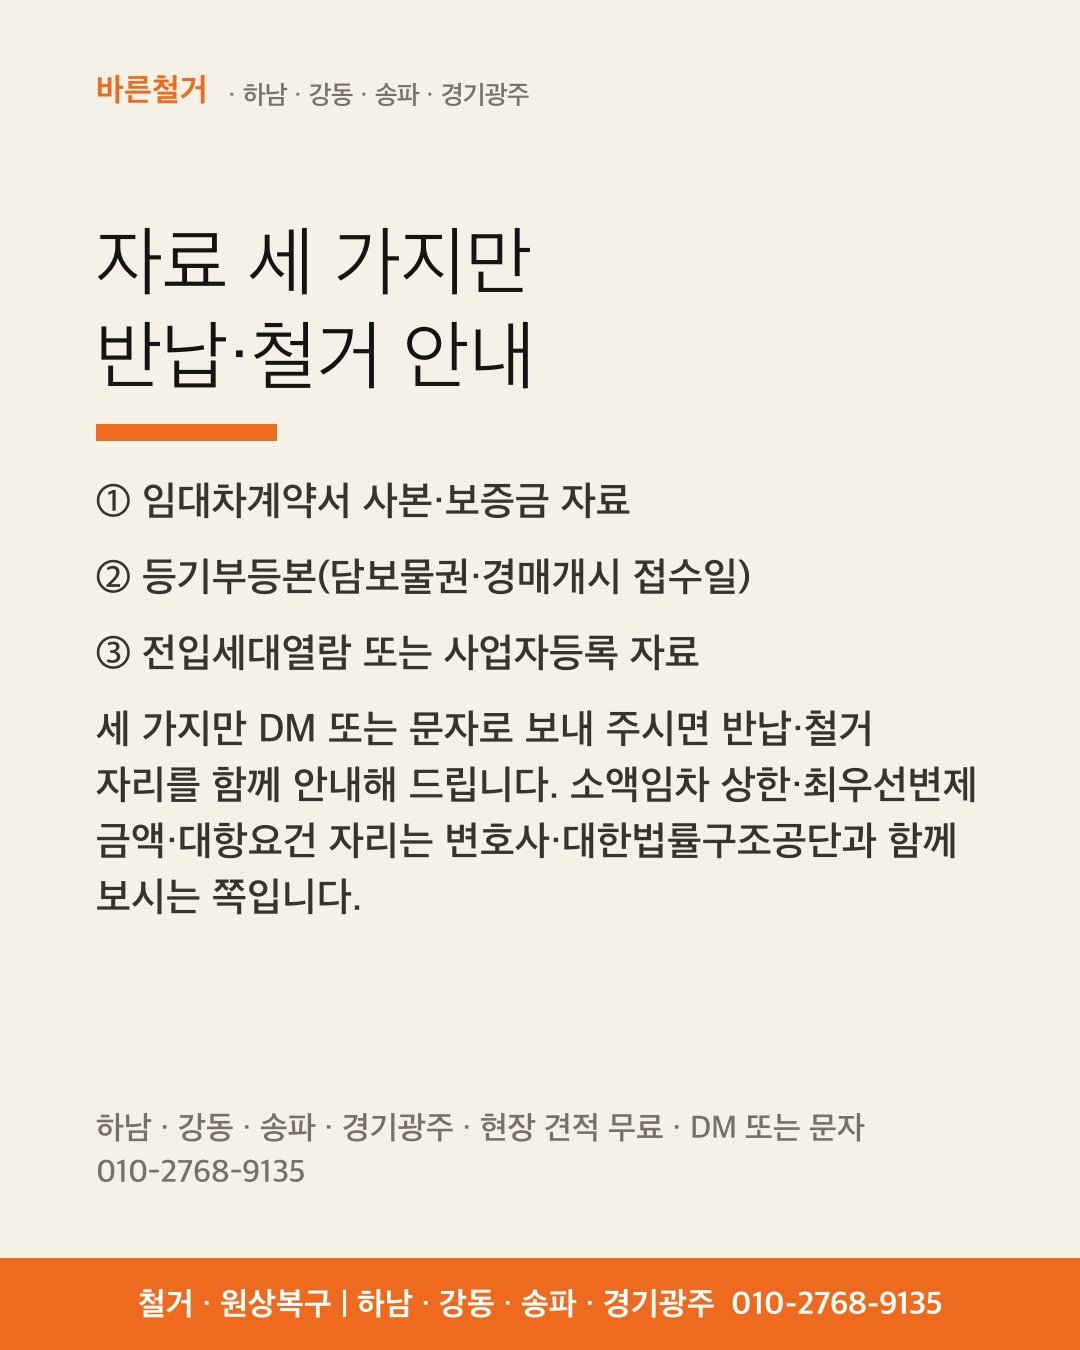 바른철거 · 하남 · 강동 · 송파 · 경기광주
자료 세 가지만
반납·철거 안내
① 임대차계약서 사본·보증금 자료
② 등기부등본(담보물권·경매개시 접수일)
③ 전입세대열람 또는 사업자등록 자료
세 가지만 DM 또는 문자로 보내 주시면 반납·철거
자리를 함께 안내해 드립니다. 소액임차 상한·최우선변제
금액·대항요건 자리는 변호사·대한법률구조공단과 함께
보시는 쪽입니다.
하남 · 강동 · 송파 · 경기광주 · 현장 견적 무료 · DM 또는 문자
010-2768-9135
철거 · 원상복구 | 하남 · 강동 · 송파 · 경기광주 010-2768-9135